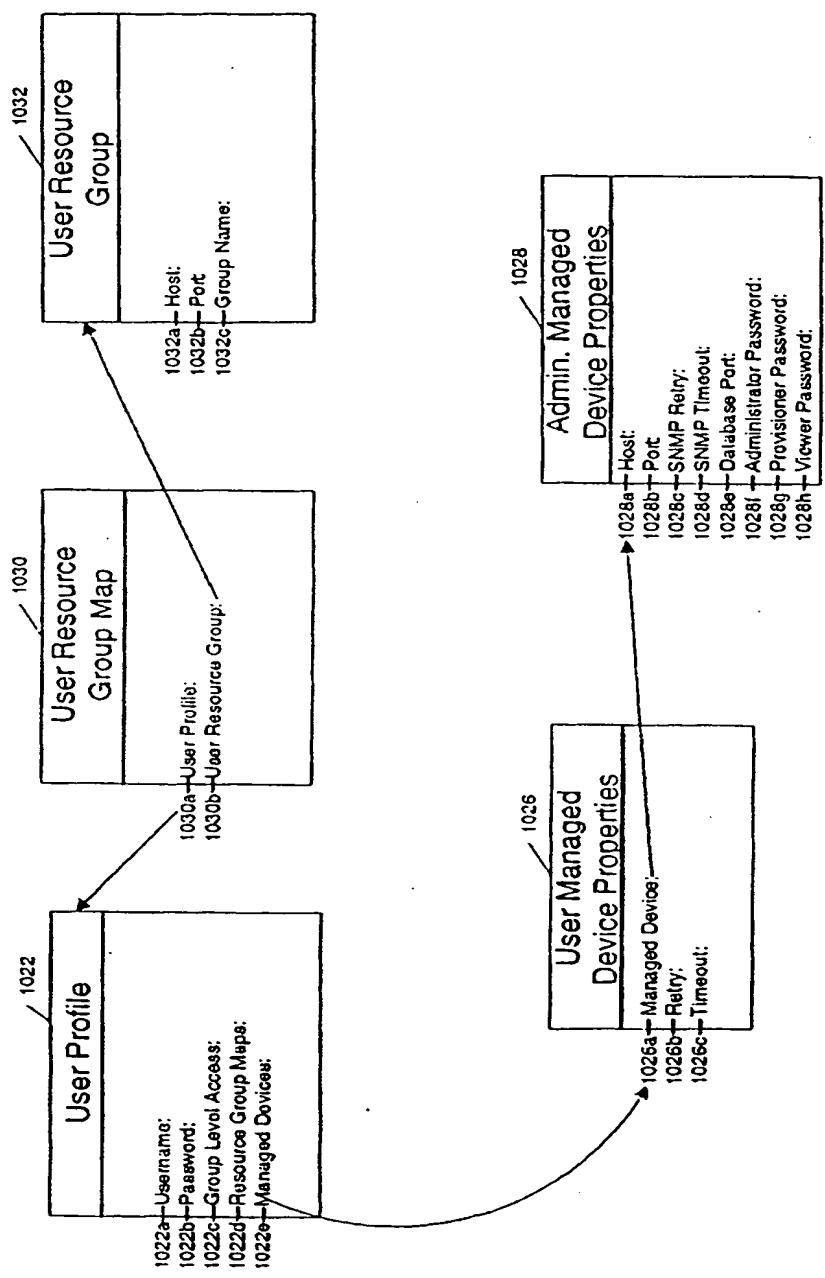 1022
User Profile
1022a Username:
1022b Password:
1022c Group Level Access:
1022d Resource Group Maps:
1022e Managed Devices:
1030
User Resource
Group Map
1030a User Profile:
1030b User Resource Group:
1032
User Resource
Group
1032a Host:
1032b Port
1032c Group Name:
1026
User Managed
Device Properties
1026a Managed Device:
1026b Retry:
1026c Timeout:
1028
Admin. Managed
Device Properties
1028a Host:
1028b Port
1028c SNMP Retry:
1028d SNMP Timeout:
1028e Database Port:
1028f Administrator Password:
1028g Provisioner Password:
1028h Viewer Password: